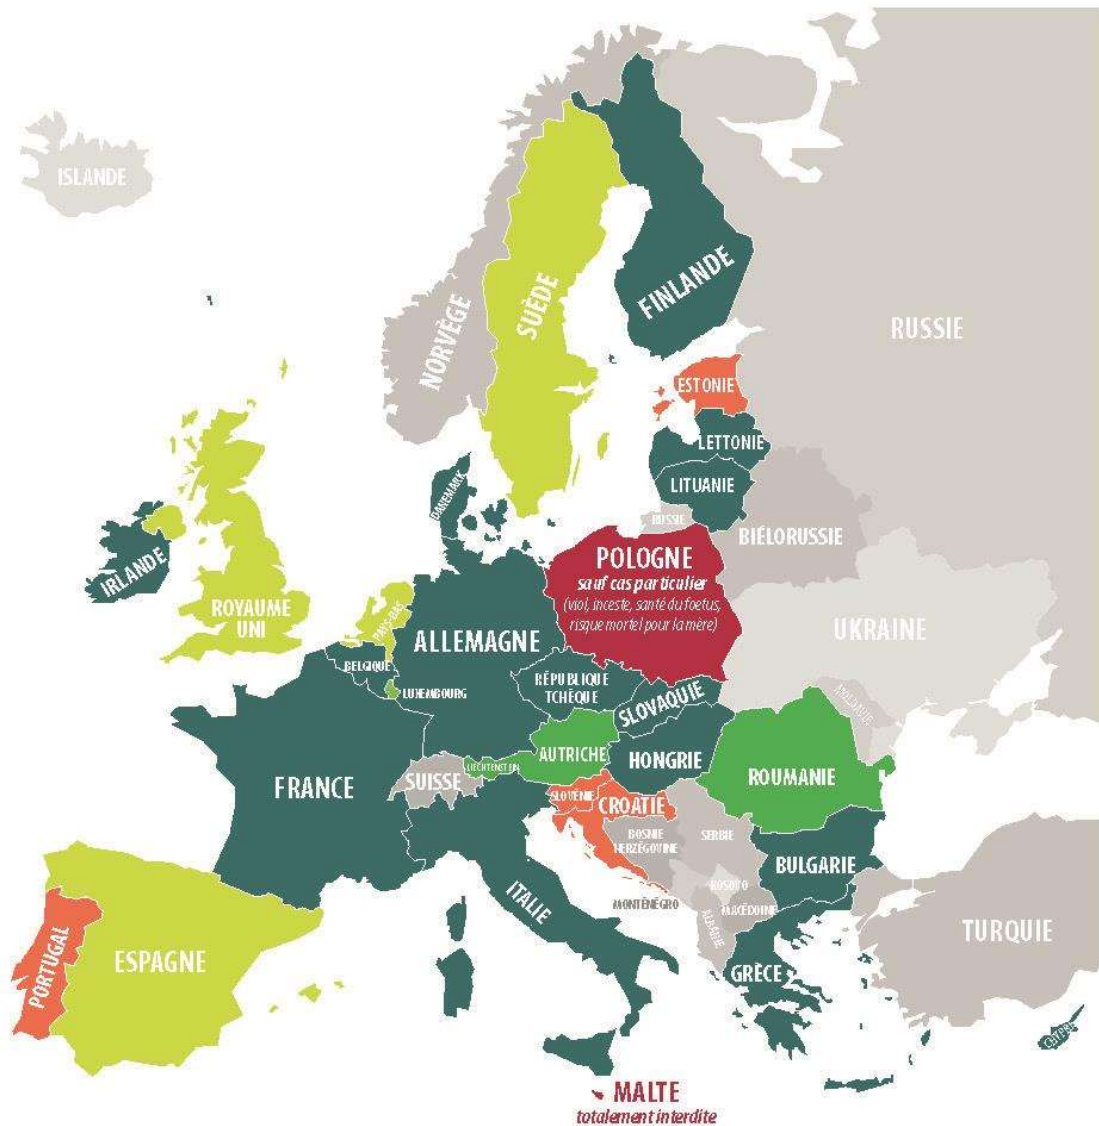 ISLANDE
NORVÈGE
SUÈDE
FINLANDE
RUSSIE
ESTONIE
LETTONIE
LITUANIE
DANEMARK
RUSSIE
BIÉLORUSSIE
IRLANDE
ROYAUME
UNI
PAYS-BAS
POLOGNE
sauf cas particulier
(viol, inceste, santé du foetus,
risque mortel pour la mère)
ALLEMAGNE
UKRAINE
BELGIQUE
LUXEMBOURG
RÉPUBLIQUE
TCHÈQUE
SLOVAQUIE
MOLDAVIE
FRANCE
SUISSE
LIECHTENSTEIN
AUTRICHE
HONGRIE
ROUMANIE
SLOVÉNIE
CROATIE
BOSNIE
HERZÉGOVINE
SERBIE
BULGARIE
ITALIE
MONTÉNÉGRO
KOSOVO
MACÉDOINE
ALBANIE
PORTUGAL
ESPAGNE
GRÈCE
TURQUIE
CHYPRE
MALTE
totalement interdite